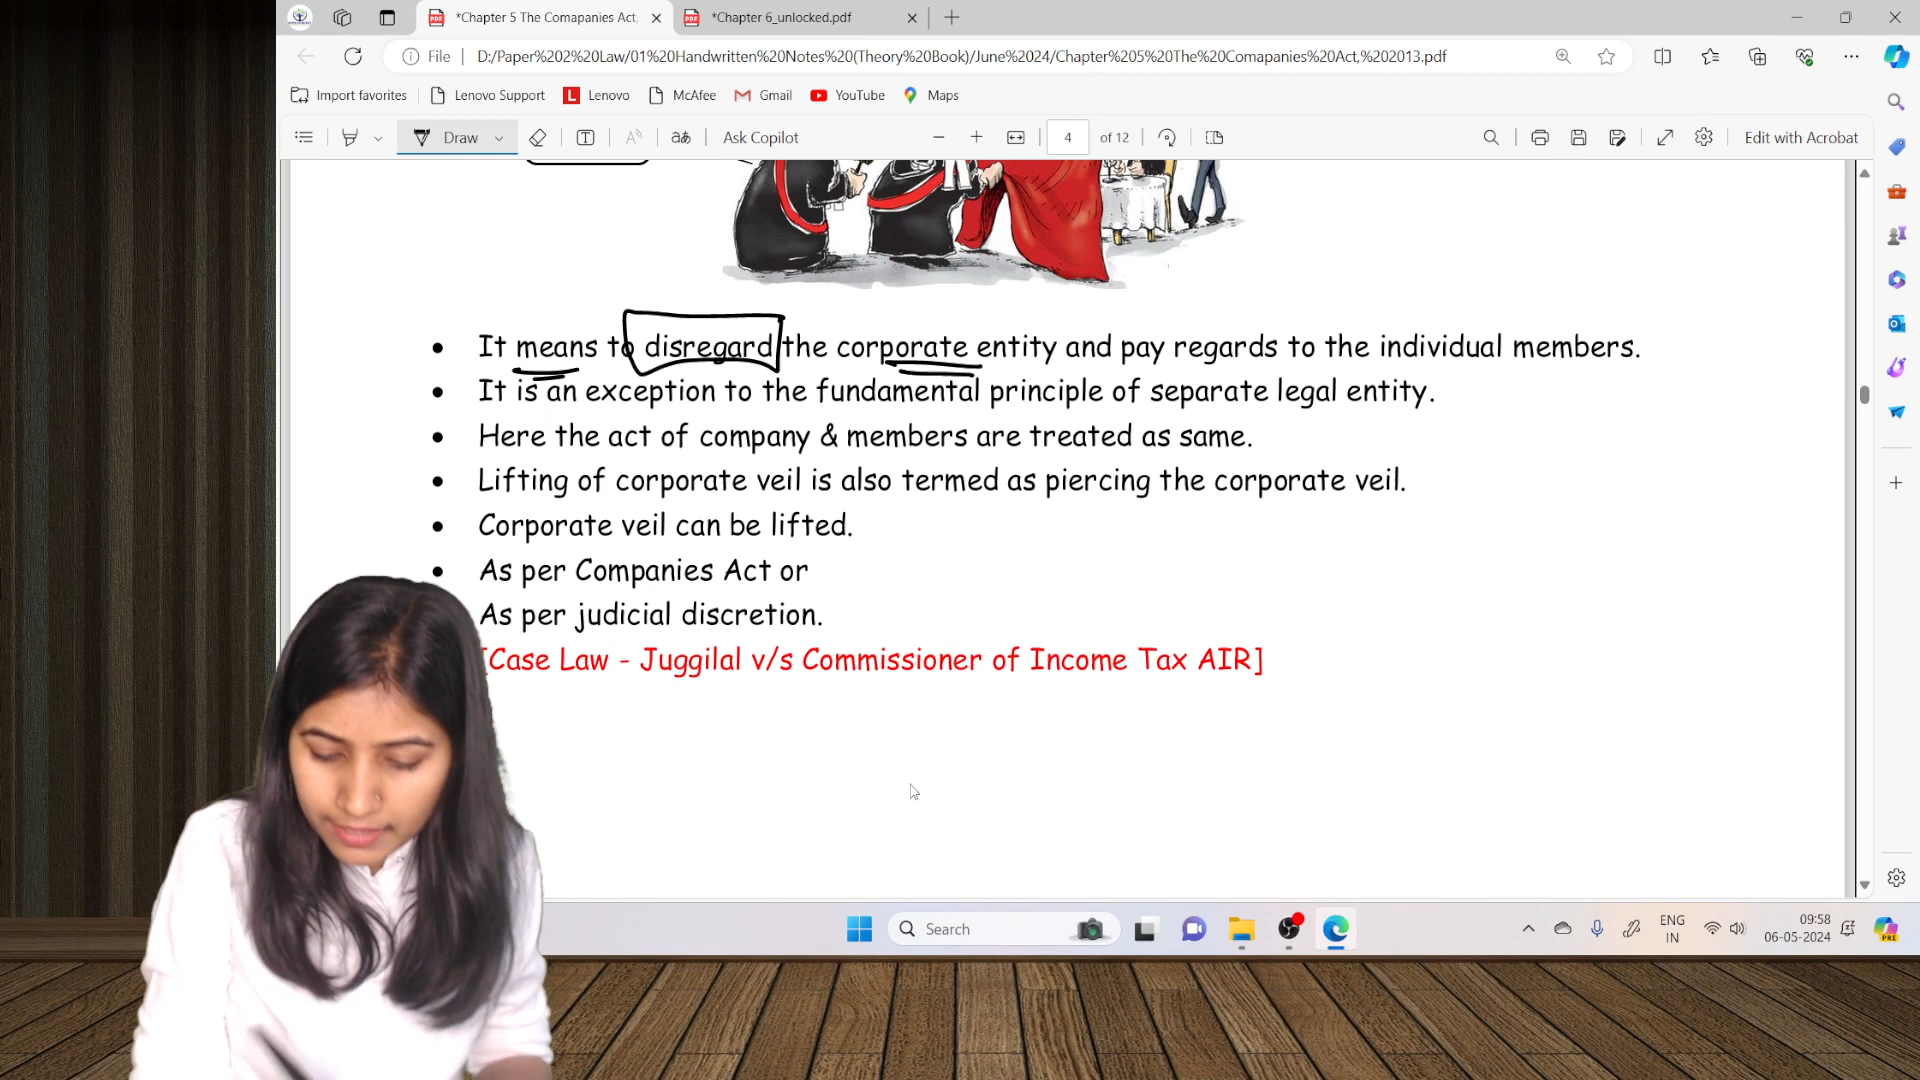 *Chapter 5 The Comapanies Act,
*Chapter 6_unlocked.pdf
File
D:/Paper%202%20Law/01%20Handwritten%20Notes%20(Theory%20Book)/June%202024/Chapter%205%20The%20Comapanies%20Act,%202013.pdf
Import favorites
Lenovo Support
L Lenovo
McAfee
Gmail
YouTube
Maps
Draw
T
aあ
Ask Copilot
4 of 12
Edit with Acrobat
• It means to disregard the corporate entity and pay regards to the individual members.
• It is an exception to the fundamental principle of separate legal entity.
• Here the act of company & members are treated as same.
• Lifting of corporate veil is also termed as piercing the corporate veil.
• Corporate veil can be lifted.
• As per Companies Act or
As per judicial discretion.
[Case Law - Juggilal v/s Commissioner of Income Tax AIR]
Search
ENG
IN
09:58
06-05-2024
PRE